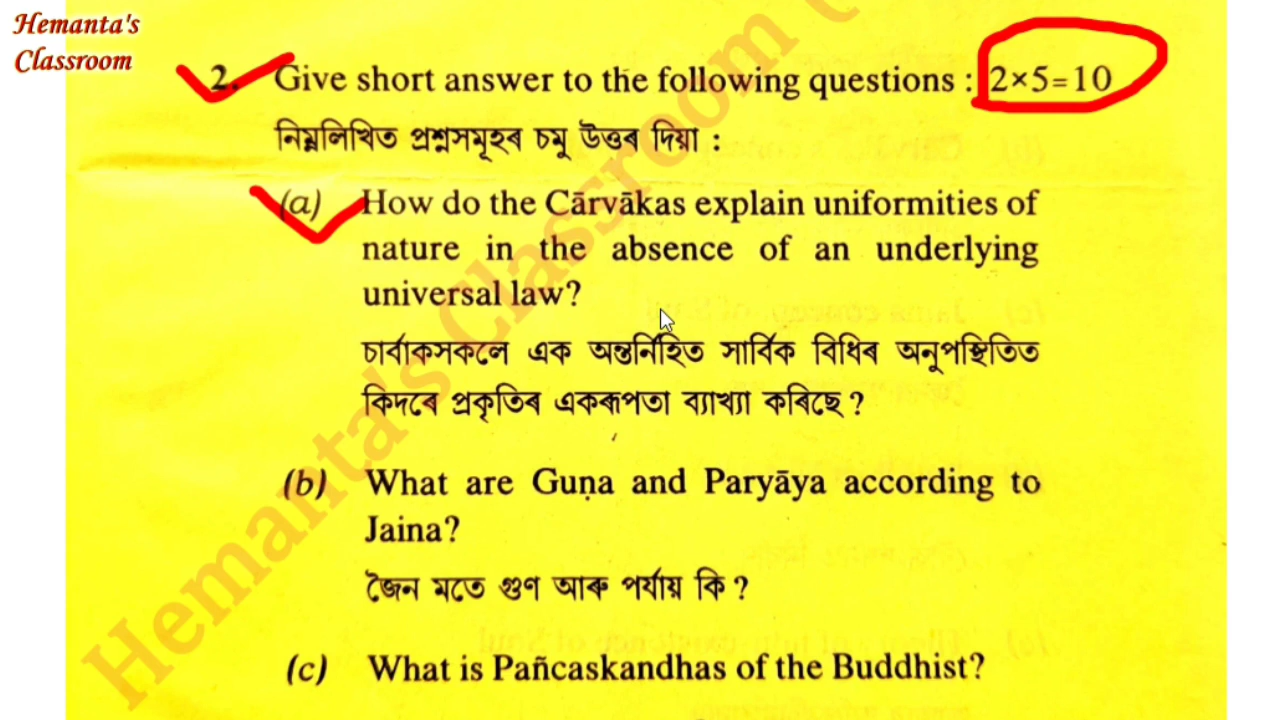 Hemanta's
Classroom
2. Give short answer to the following questions : 2×5=10
নিম্নলিখিত প্ৰশ্নসমূহৰ চমু উত্তৰ দিয়া :
(a) How do the Cārvākas explain uniformities of
nature in the absence of an underlying
universal law?
চাৰ্বাকসকলে এক অন্তৰ্নিহিত সাৰ্বিক বিধিৰ অনুপস্থিতিত
কিদৰে প্ৰকৃতিৰ একৰূপতা ব্যাখ্যা কৰিছে ?
(b) What are Guṇa and Paryāya according to
Jaina?
জৈন মতে গুণ আৰু পৰ্যায় কি ?
(c) What is Pañcaskandhas of the Buddhist?
Hemanta's Classroom